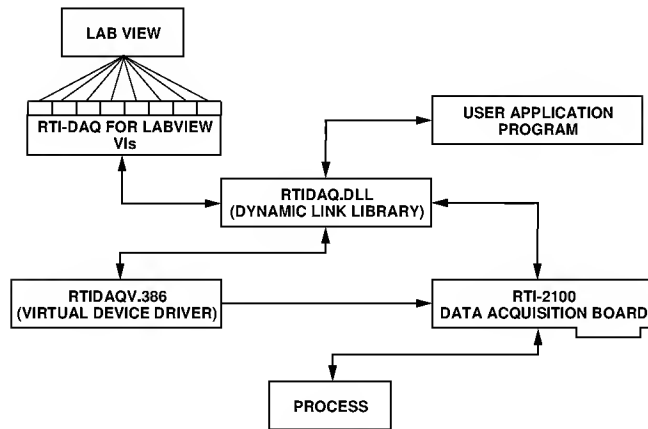 LAB VIEW
RTI-DAQ FOR LABVIEW
VIs
USER APPLICATION
PROGRAM
RTIDAQ.DLL
(DYNAMIC LINK LIBRARY)
RTIDAQV.386
(VIRTUAL DEVICE DRIVER)
RTI-2100
DATA ACQUISITION BOARD
PROCESS